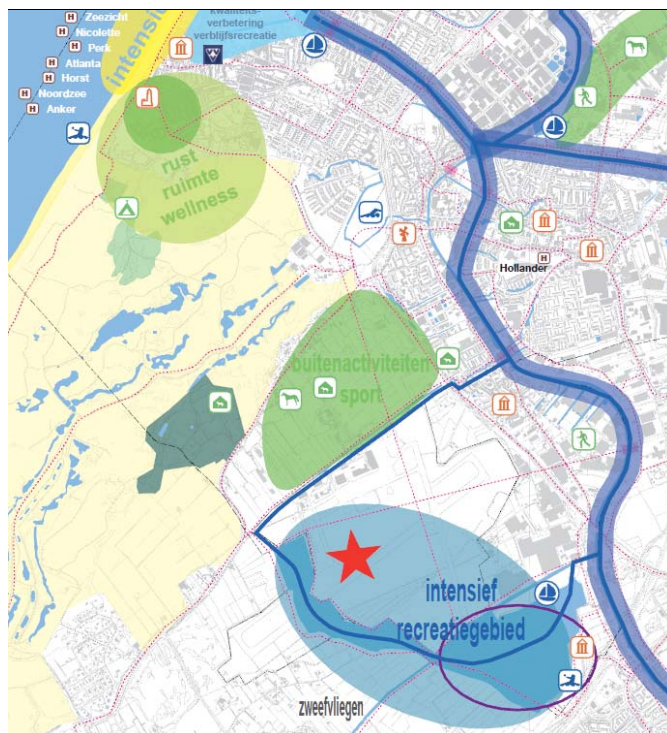 H Zeezicht
H Nicolette
H Perk
H Atlanta
H Horst
H Noordzee
H Anker
intensi
kwaliteits-
verbetering
verblijfsrecreatie
rust
ruimte
wellness
H
Hollander
buitenactiviteiten
sport
intensief
recreatiegebied
zweefvliegen